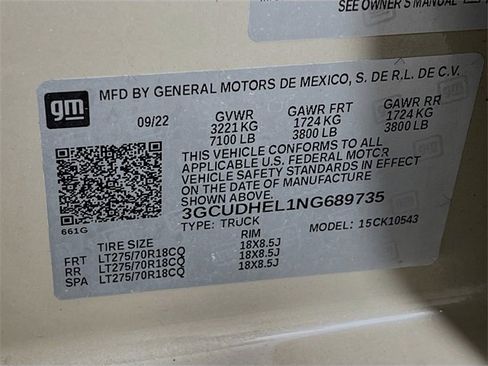 SEE OWNER'S MANUAL
gm
MFD BY GENERAL MOTORS DE MEXICO, S. DE R.L. DE C.V.
09/22 GVWR GAWR FRT GAWR RR
3221 KG 1724 KG 1724 KG
7100 LB 3800 LB 3800 LB
THIS VEHICLE CONFORMS TO ALL
APPLICABLE U.S. FEDERAL MOTOR
VEHICLE SAFETY STANDARDS IN EFFECT
ON THE DATE OF MANUFACTURE SHOWN ABOVE.
3GCUDHEL1NG689735
661G TYPE: TRUCK MODEL: 15CK10543
TIRE SIZE RIM
FRT LT275/70R18CQ 18X8.5J
RR LT275/70R18CQ 18X8.5J
SPA LT275/70R18CQ 18X8.5J